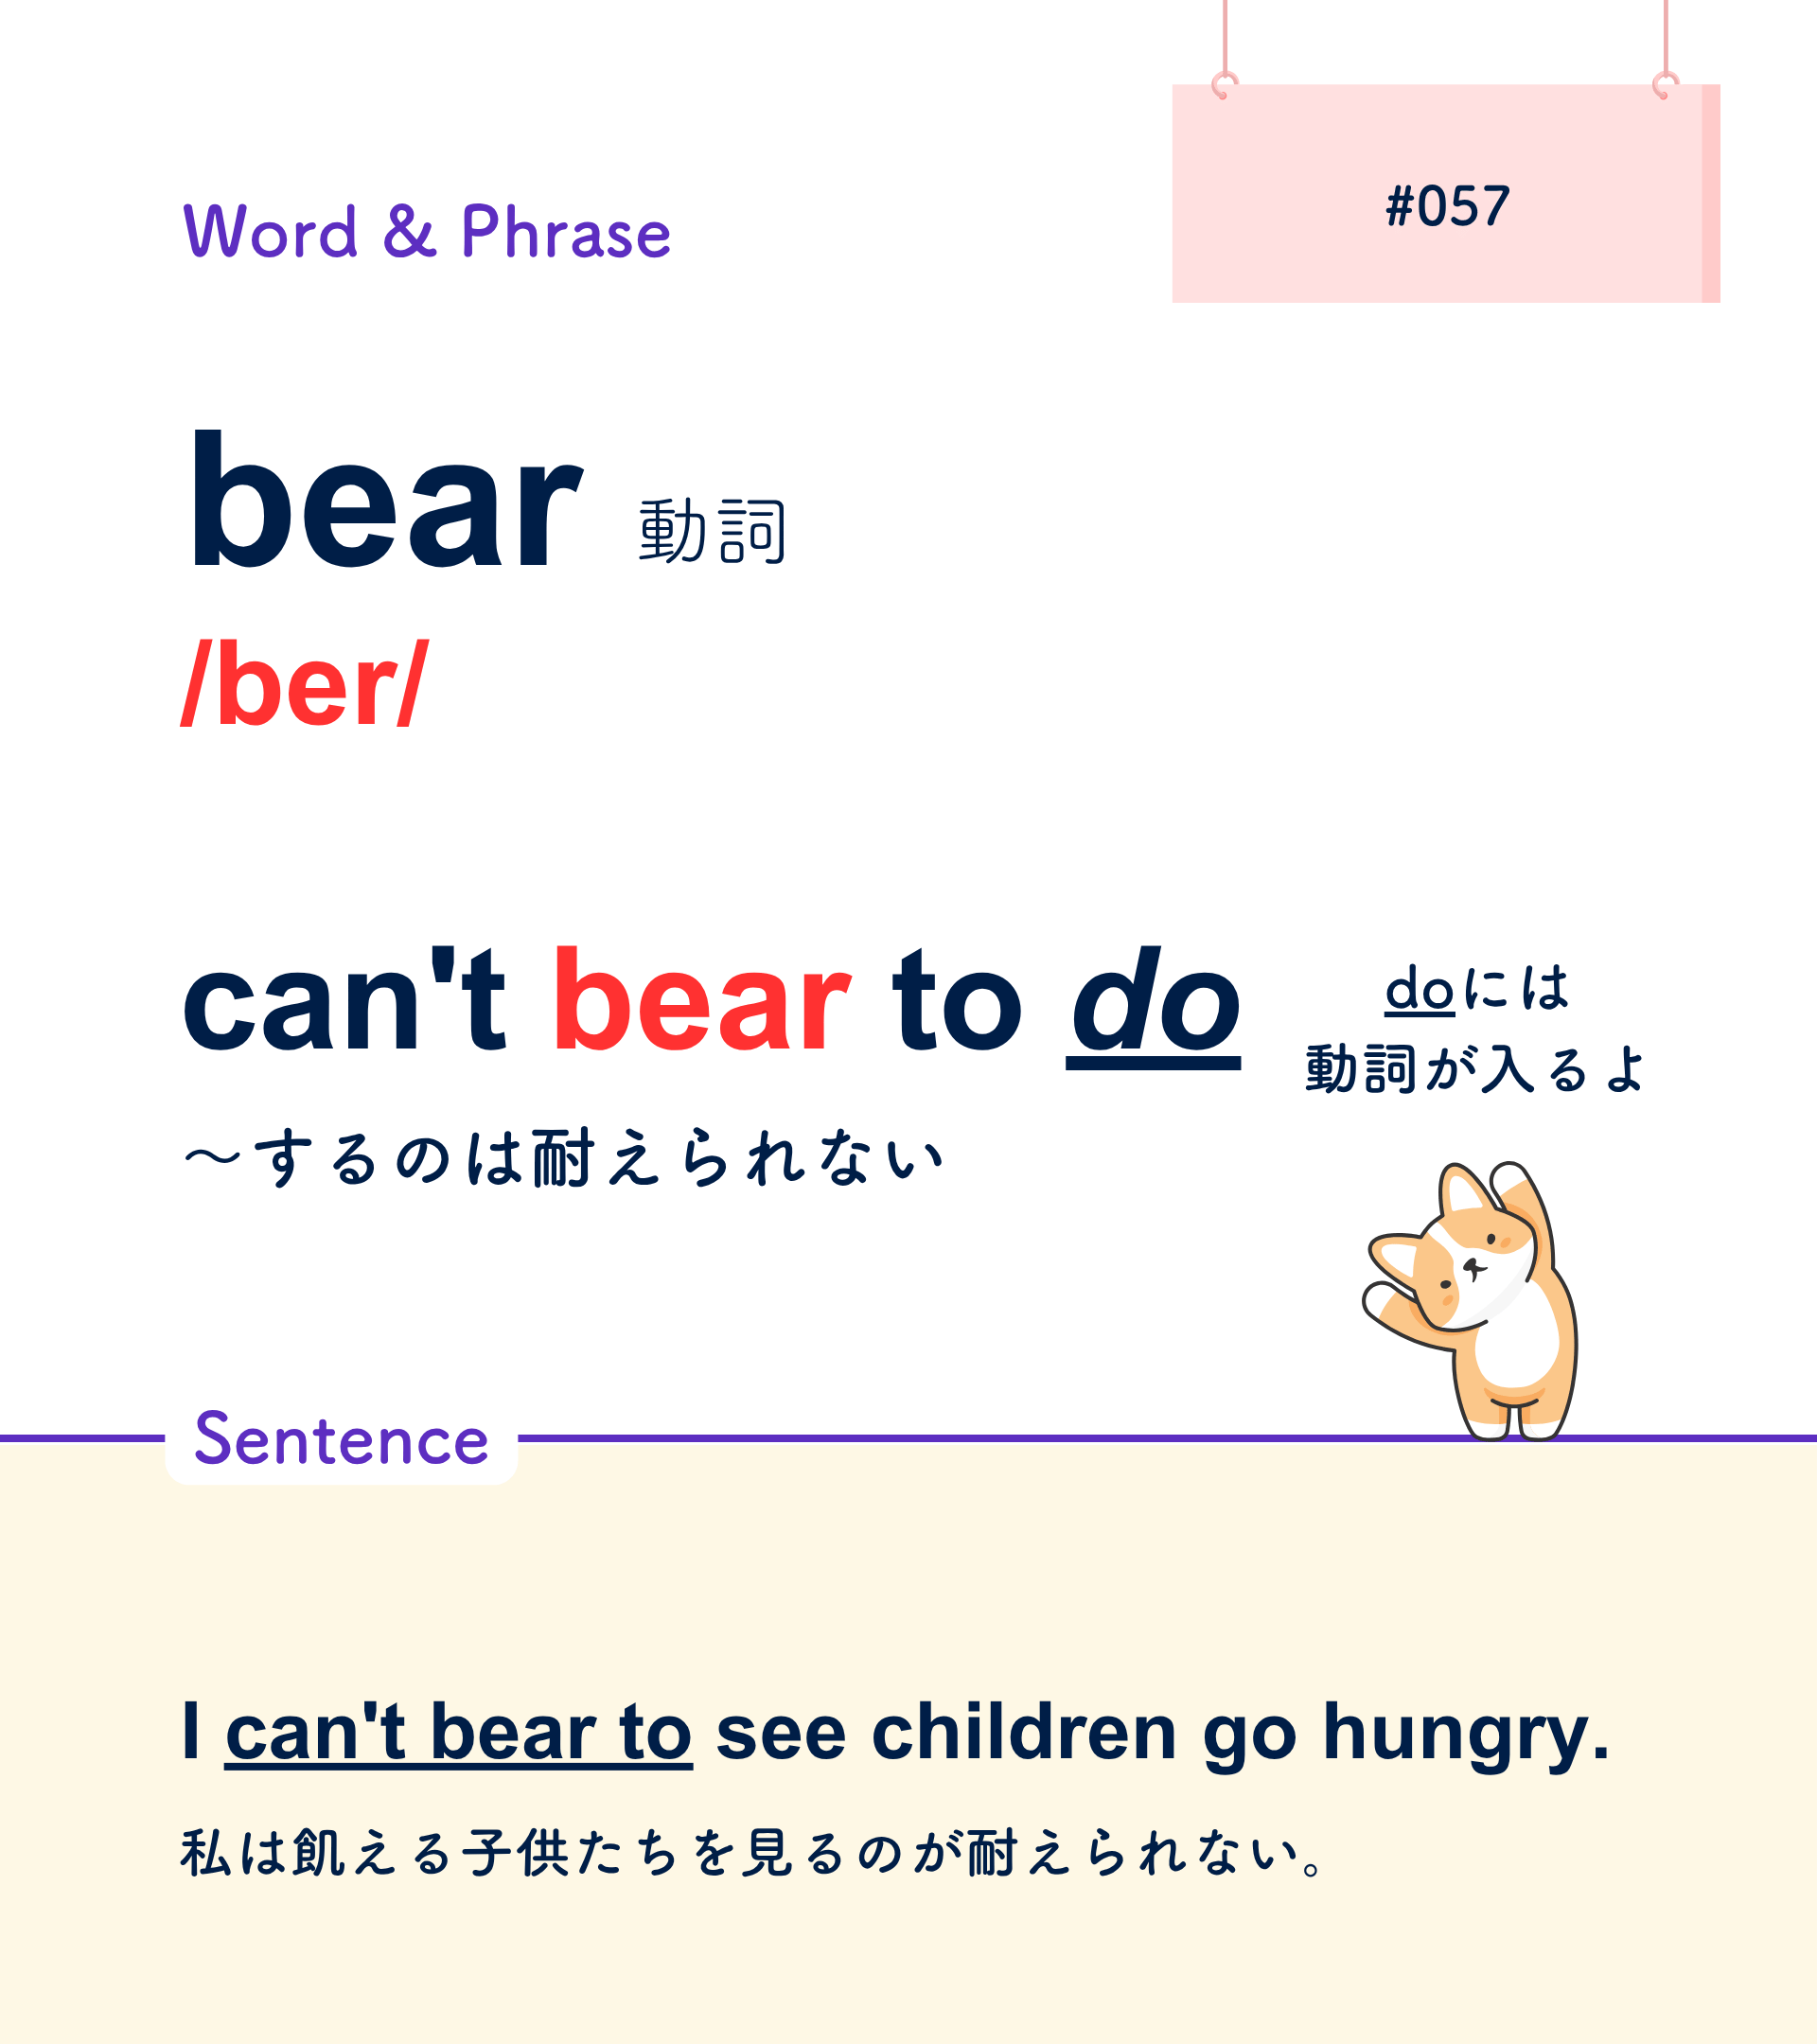 #057
Word & Phrase
bear 動詞
/ber/
can't bear to do
doには
動詞が入るよ
〜するのは耐えられない
Sentence
I can't bear to see children go hungry.
私は飢える子供たちを見るのが耐えられない。